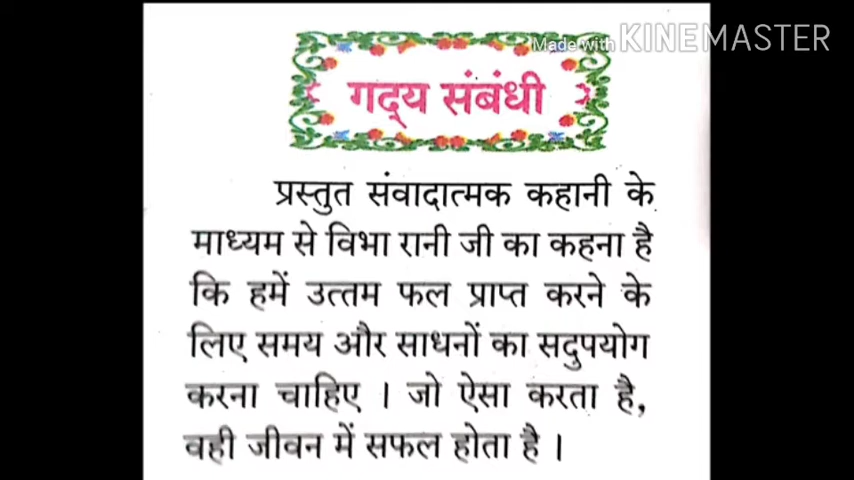 Made with KINEMASTER
गद्य संबंधी
प्रस्तुत संवादात्मक कहानी के
माध्यम से विभा रानी जी का कहना है
कि हमें उत्तम फल प्राप्त करने के
लिए समय और साधनों का सदुपयोग
करना चाहिए । जो ऐसा करता है,
वही जीवन में सफल होता है ।